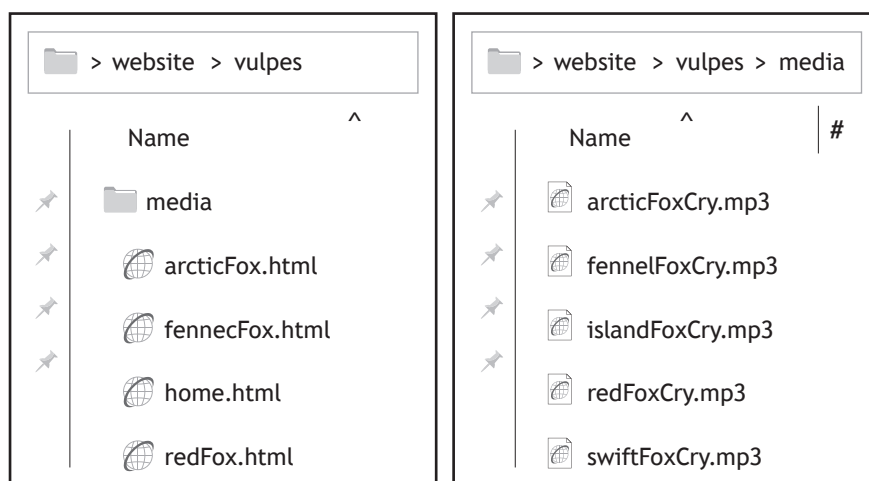 > website > vulpes
Name ^
media
arcticFox.html
fennecFox.html
home.html
redFox.html
> website > vulpes > media
Name ^ #
arcticFoxCry.mp3
fennelFoxCry.mp3
islandFoxCry.mp3
redFoxCry.mp3
swiftFoxCry.mp3